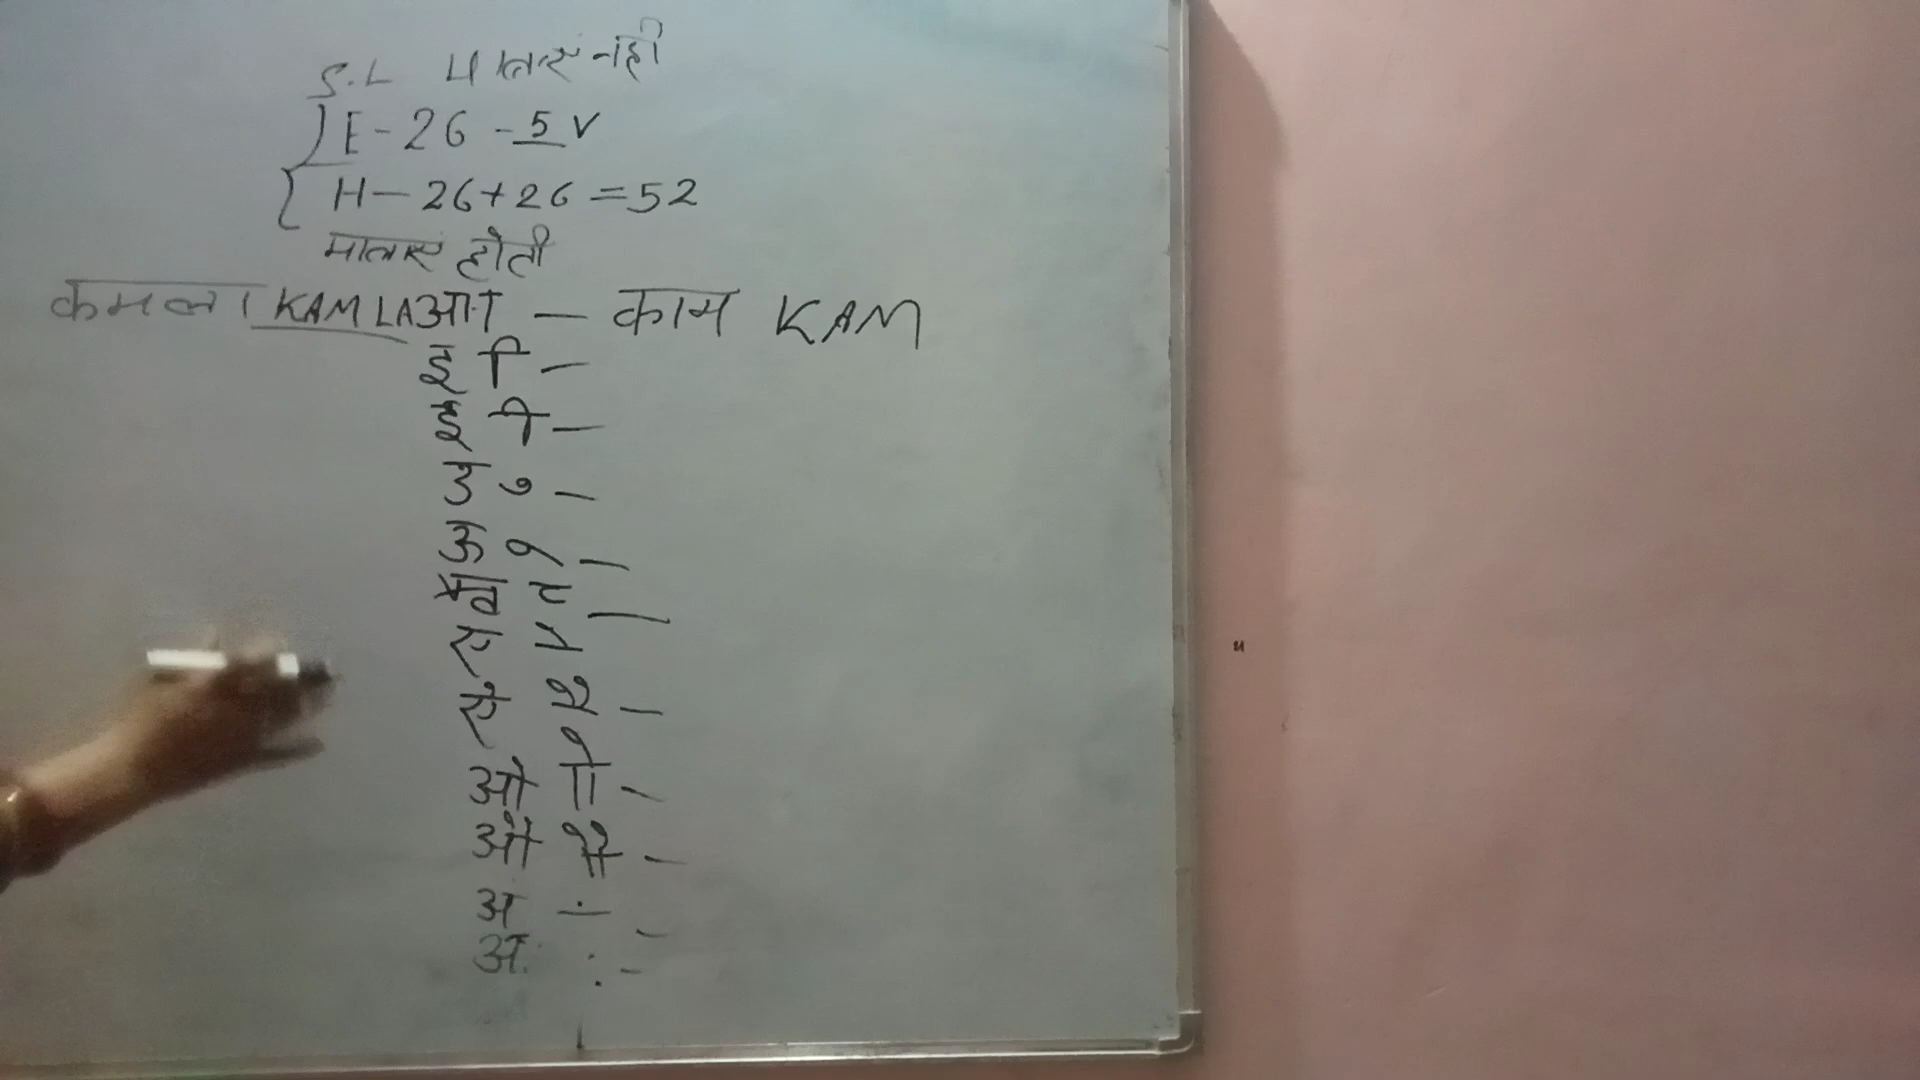 S.L मात्राएं नहीं
E - 26 - 5 V
H - 26 + 26 = 52
मात्राएं होती
कमला KAMLA आ ा — काम KAM
इ ि —
ई ी —
उ ु —
ऊ ू —
ऋ ृ —
ए े
ऐ ै —
ओ ो —
औ ौ —
अ ं —
अ: : -